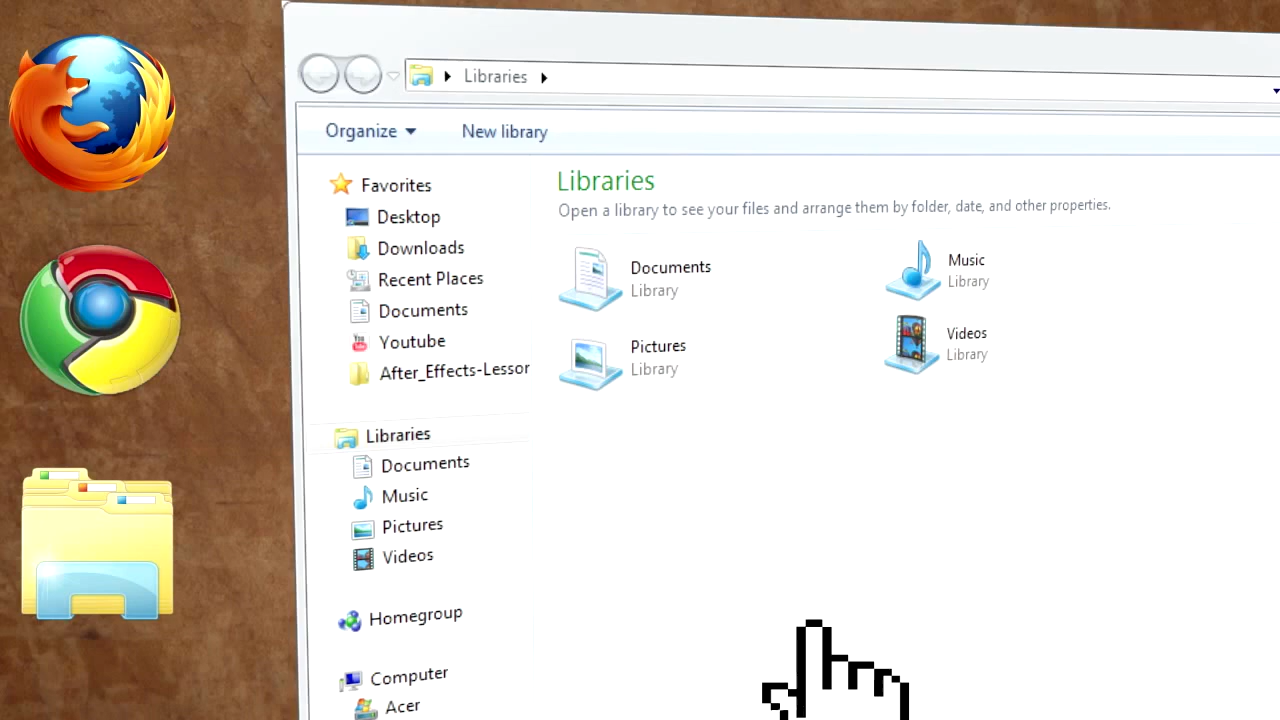 Libraries
Organize
New library
Favorites
Desktop
Downloads
Recent Places
Documents
Youtube
After_Effects-Lessor
Libraries
Documents
Music
Pictures
Videos
Homegroup
Computer
Acer
Libraries
Open a library to see your files and arrange them by folder, date, and other properties.
Documents
Library
Music
Library
Pictures
Library
Videos
Library